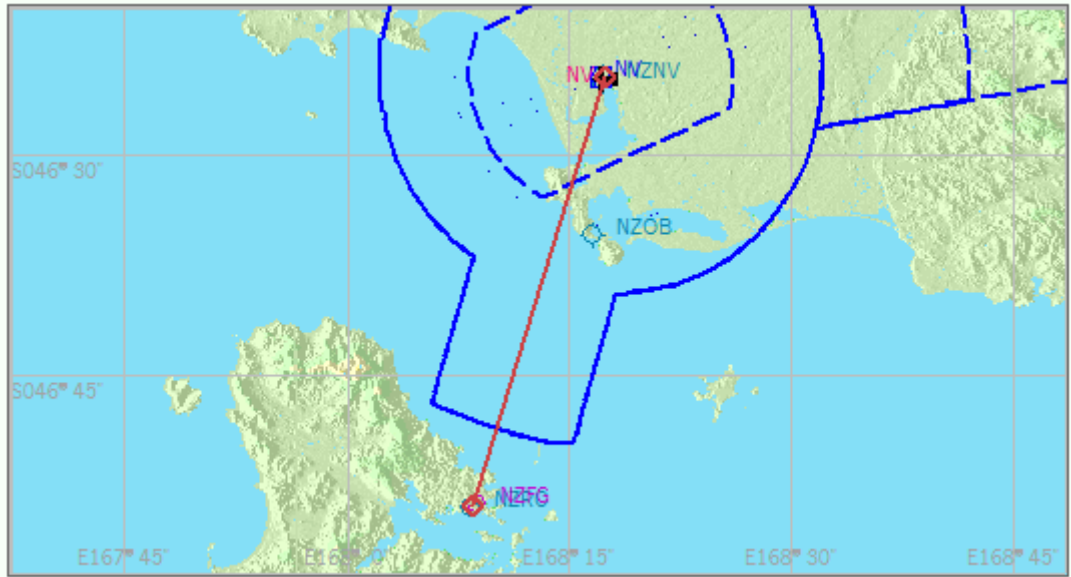 NV NV NZNV
S046° 30"
NZOB
S046° 45"
NZFG
E167° 45"
E168° 15"
E168° 30"
E168° 45"